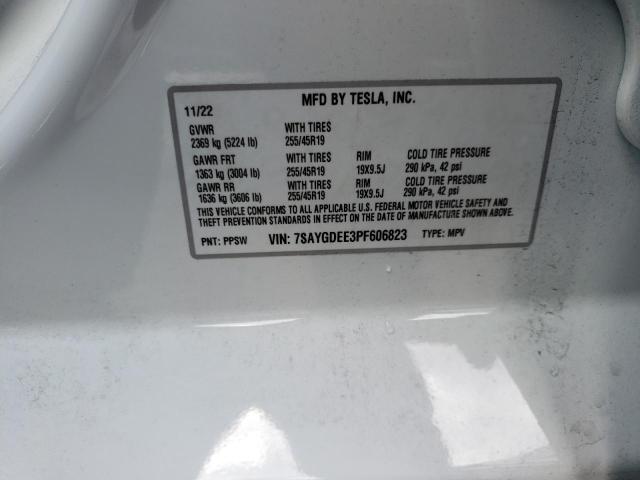 MFD BY TESLA, INC.
11/22
GVWR WITH TIRES
2369 kg (5224 lb) 255/45R19
GAWR FRT WITH TIRES RIM COLD TIRE PRESSURE
1363 kg (3004 lb) 255/45R19 19X9.5J 290 kPa, 42 psi
GAWR RR WITH TIRES RIM COLD TIRE PRESSURE
1636 kg (3606 lb) 255/45R19 19X9.5J 290 kPa, 42 psi
THIS VEHICLE CONFORMS TO ALL APPLICABLE U.S. FEDERAL MOTOR VEHICLE SAFETY AND
THEFT PREVENTION STANDARDS IN EFFECT ON THE DATE OF MANUFACTURE SHOWN ABOVE.
PNT: PPSW VIN: 7SAYGDEE3PF606823 TYPE: MPV